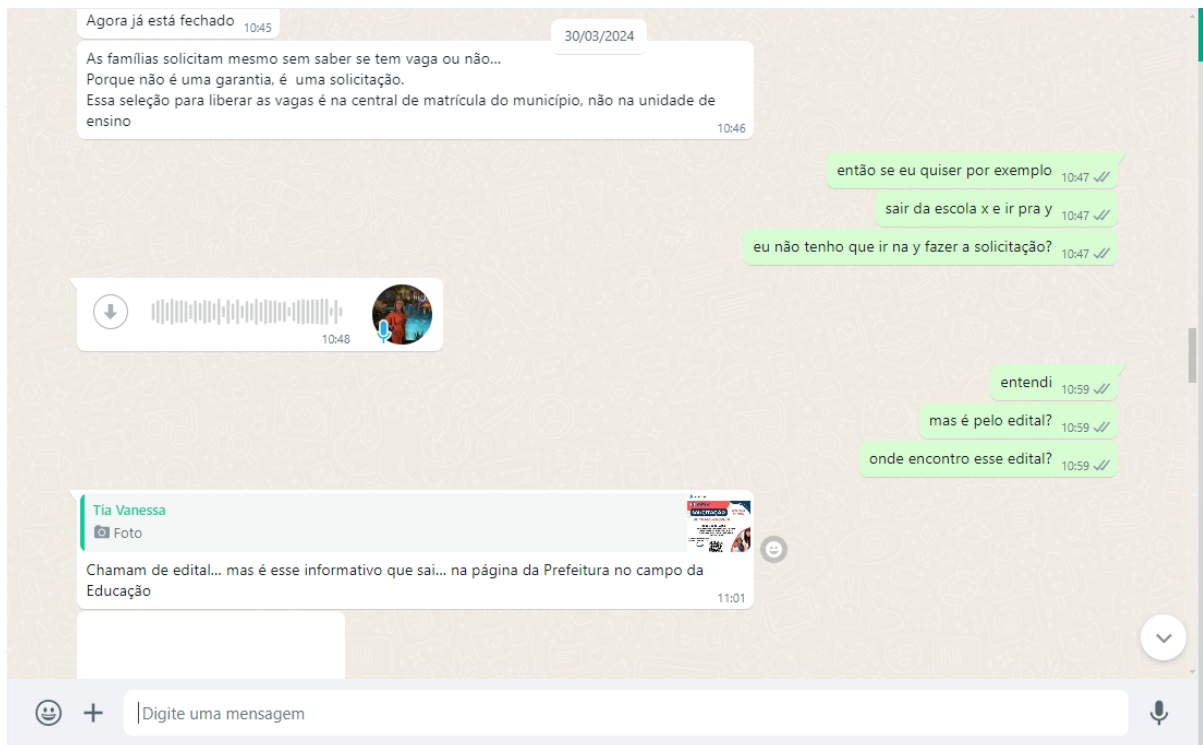 Agora já está fechado 10:45
30/03/2024
As famílias solicitam mesmo sem saber se tem vaga ou não...
Porque não é uma garantia, é uma solicitação.
Essa seleção para liberar as vagas é na central de matrícula do município, não na unidade de
ensino
10:46
então se eu quiser por exemplo 10:47
sair da escola x e ir pra y 10:47
eu não tenho que ir na y fazer a solicitação? 10:47
10:48
entendi 10:59
mas é pelo edital? 10:59
onde encontro esse edital? 10:59
Tia Vanessa
Foto
SOLICITAÇÃO
Chamam de edital... mas é esse informativo que sai... na página da Prefeitura no campo da
Educação
11:01
Digite uma mensagem